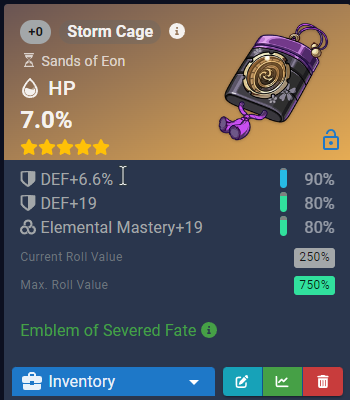 +0 Storm Cage
Sands of Eon
HP
7.0%
DEF+6.6% 90%
DEF+19 80%
Elemental Mastery+19 80%
Current Roll Value 250%
Max. Roll Value 750%
Emblem of Severed Fate
Inventory